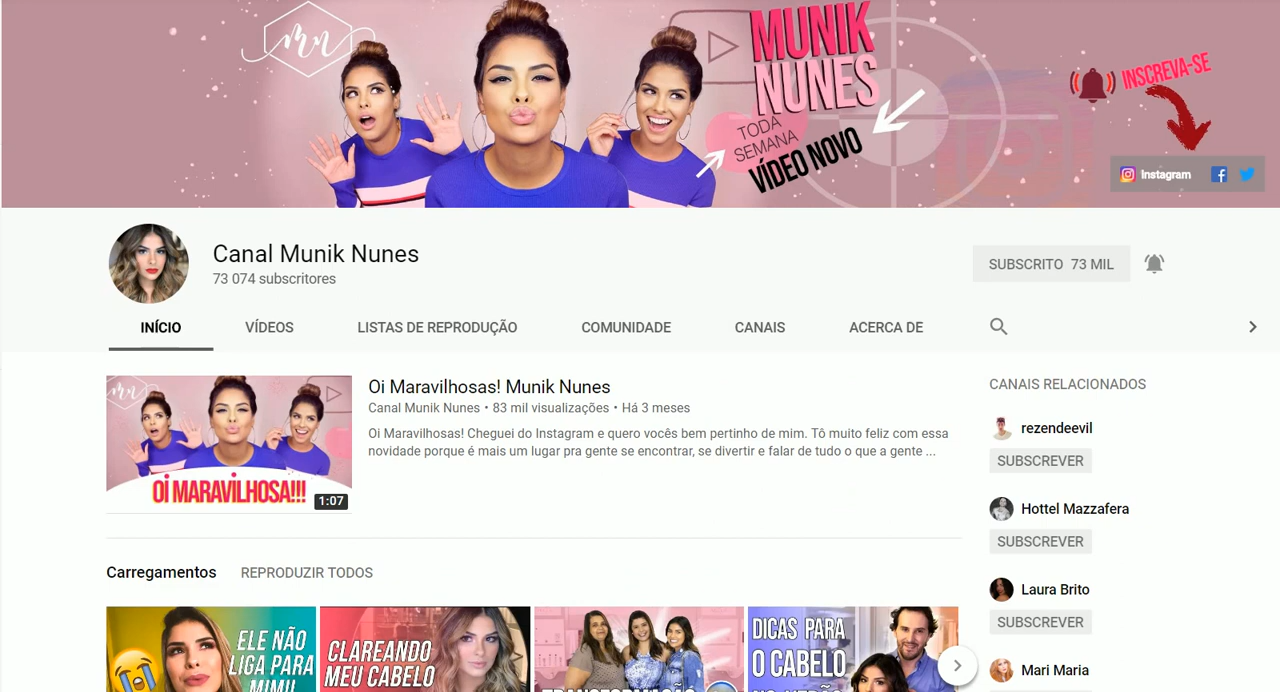 mn
MUNIK
NUNES
TODA
SEMANA
VÍDEO NOVO
INSCREVA-SE
Instagram
Canal Munik Nunes
73 074 subscritores
SUBSCRITO 73 MIL
INÍCIO
VÍDEOS
LISTAS DE REPRODUÇÃO
COMUNIDADE
CANAIS
ACERCA DE
mn
OI MARAVILHOSA!!!
1:07
Oi Maravilhosas! Munik Nunes
Canal Munik Nunes • 83 mil visualizações • Há 3 meses
Oi Maravilhosas! Cheguei do Instagram e quero vocês bem pertinho de mim. Tô muito feliz com essa
novidade porque é mais um lugar pra gente se encontrar, se divertir e falar de tudo o que a gente ...
CANAIS RELACIONADOS
rezendeevil
SUBSCREVER
Hottel Mazzafera
SUBSCREVER
Laura Brito
SUBSCREVER
Mari Maria
Carregamentos
REPRODUZIR TODOS
ELE NÃO
LIGA PARA
MIMI!
CLAREANDO
MEU CABELO
TRANSFORMAÇÃO
DICAS PARA
O CABELO
NO VERÃO